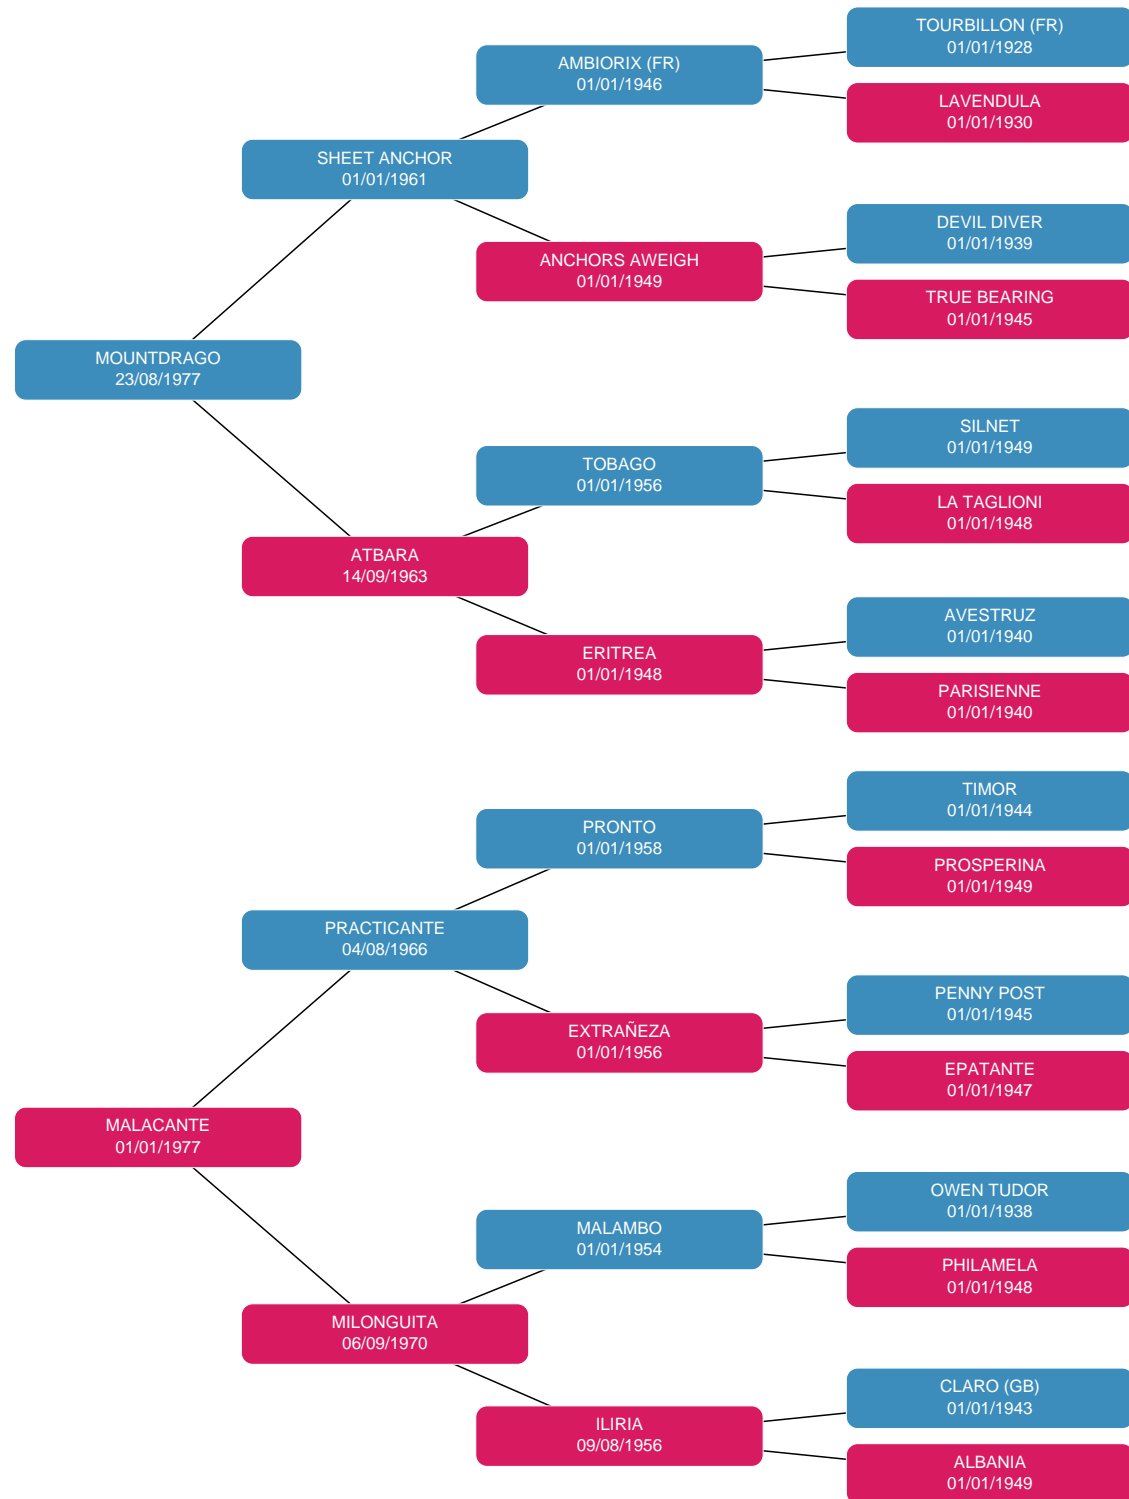 TOURBILLON (FR)
01/01/1928
AMBIORIX (FR)
01/01/1946
LAVENDULA
01/01/1930
SHEET ANCHOR
01/01/1961
DEVIL DIVER
01/01/1939
ANCHORS AWEIGH
01/01/1949
TRUE BEARING
01/01/1945
MOUNTDRAGO
23/08/1977
SILNET
01/01/1949
TOBAGO
01/01/1956
LA TAGLIONI
01/01/1948
ATBARA
14/09/1963
AVESTRUZ
01/01/1940
ERITREA
01/01/1948
PARISIENNE
01/01/1940
TIMOR
01/01/1944
PRONTO
01/01/1958
PROSPERINA
01/01/1949
PRACTICANTE
04/08/1966
PENNY POST
01/01/1945
EXTRAÑEZA
01/01/1956
EPATANTE
01/01/1947
MALACANTE
01/01/1977
OWEN TUDOR
01/01/1938
MALAMBO
01/01/1954
PHILAMELA
01/01/1948
MILONGUITA
06/09/1970
CLARO (GB)
01/01/1943
ILIRIA
09/08/1956
ALBANIA
01/01/1949